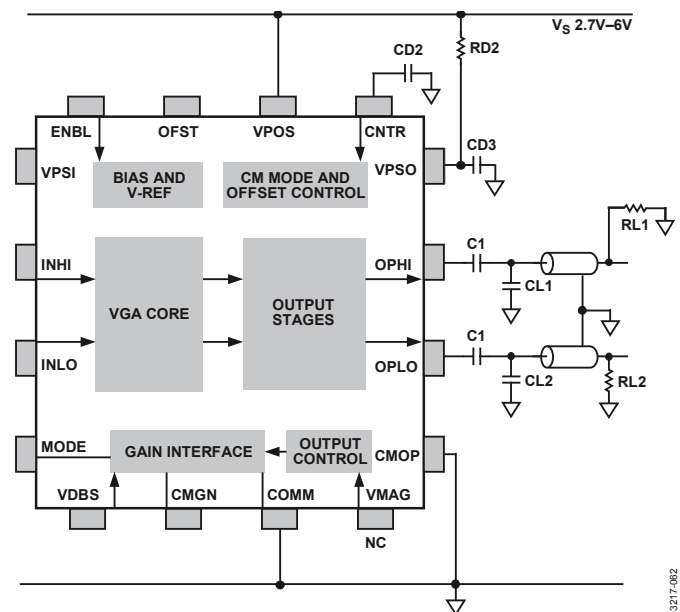 V_S 2.7V–6V
CD2
RD2
ENBL
OFST
VPOS
CNTR
CD3
VPSI
BIAS AND
V-REF
CM MODE AND
OFFSET CONTROL
VPSO
RL1
INHI
OPHI
C1
CL1
VGA CORE
OUTPUT
STAGES
C1
INLO
OPLO
CL2
RL2
MODE
GAIN INTERFACE
OUTPUT
CONTROL
CMOP
VDBS
CMGN
COMM
VMAG
NC
3217-062